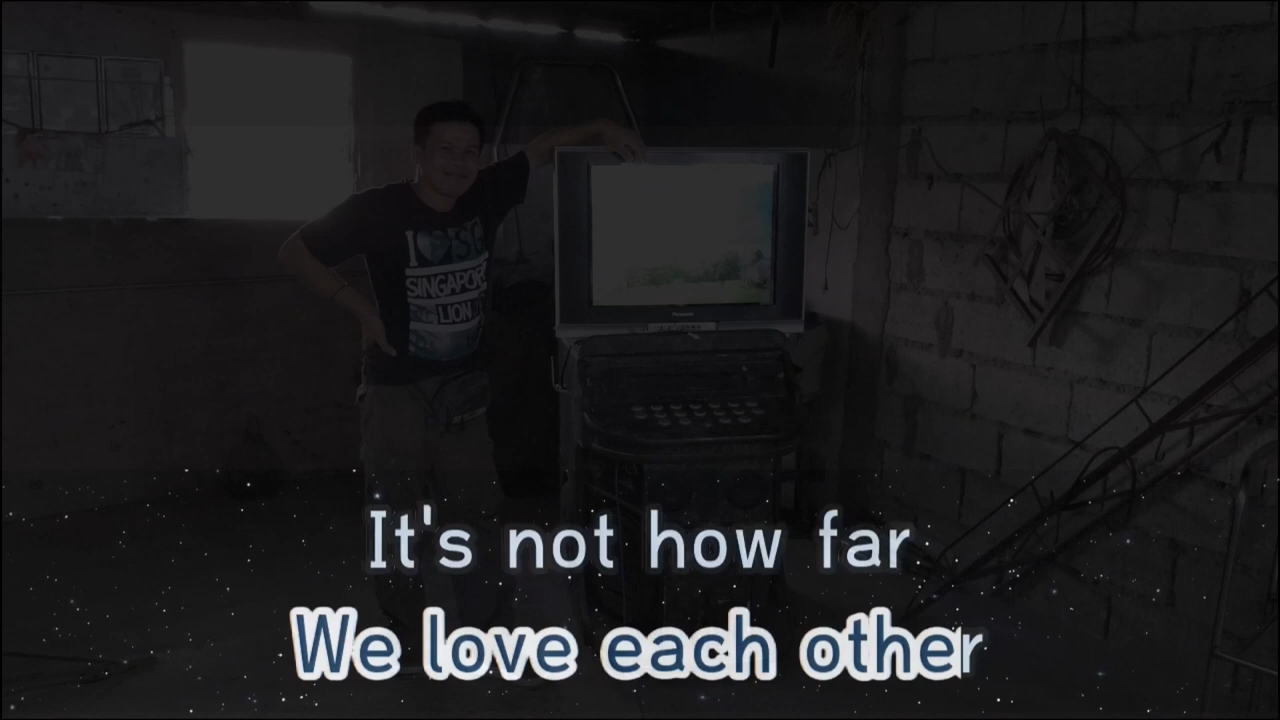 I
SINGAPORE
LION
Panasonic
It's not how far
We love each other